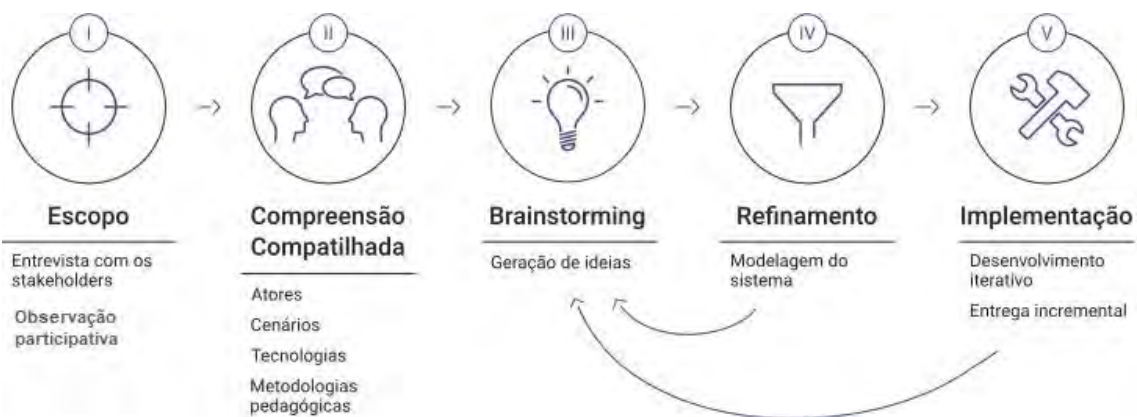 I
II
III
IV
V
Escopo
Entrevista com os
stakeholders
Observação
participativa
Compreensão
Compatilhada
Atores
Cenários
Tecnologias
Metodologias
pedagógicas
Brainstorming
Geração de ideias
Refinamento
Modelagem do
sistema
Implementação
Desenvolvimento
iterativo
Entrega incremental